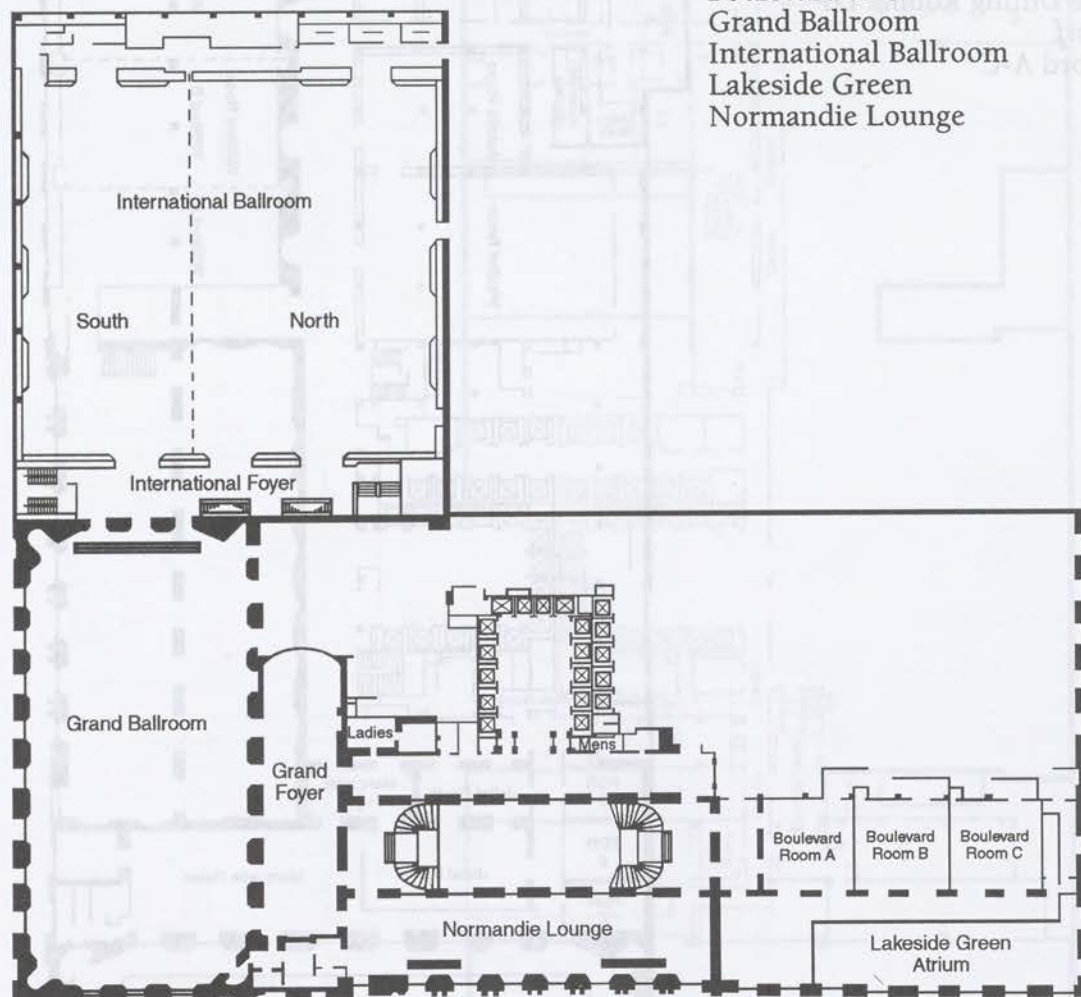 Grand Ballroom
International Ballroom
Lakeside Green
Normandie Lounge
International Ballroom
South
North
International Foyer
Grand Ballroom
Ladies
Mens
Grand
Foyer
Boulevard
Room A
Boulevard
Room B
Boulevard
Room C
Normandie Lounge
Lakeside Green
Atrium